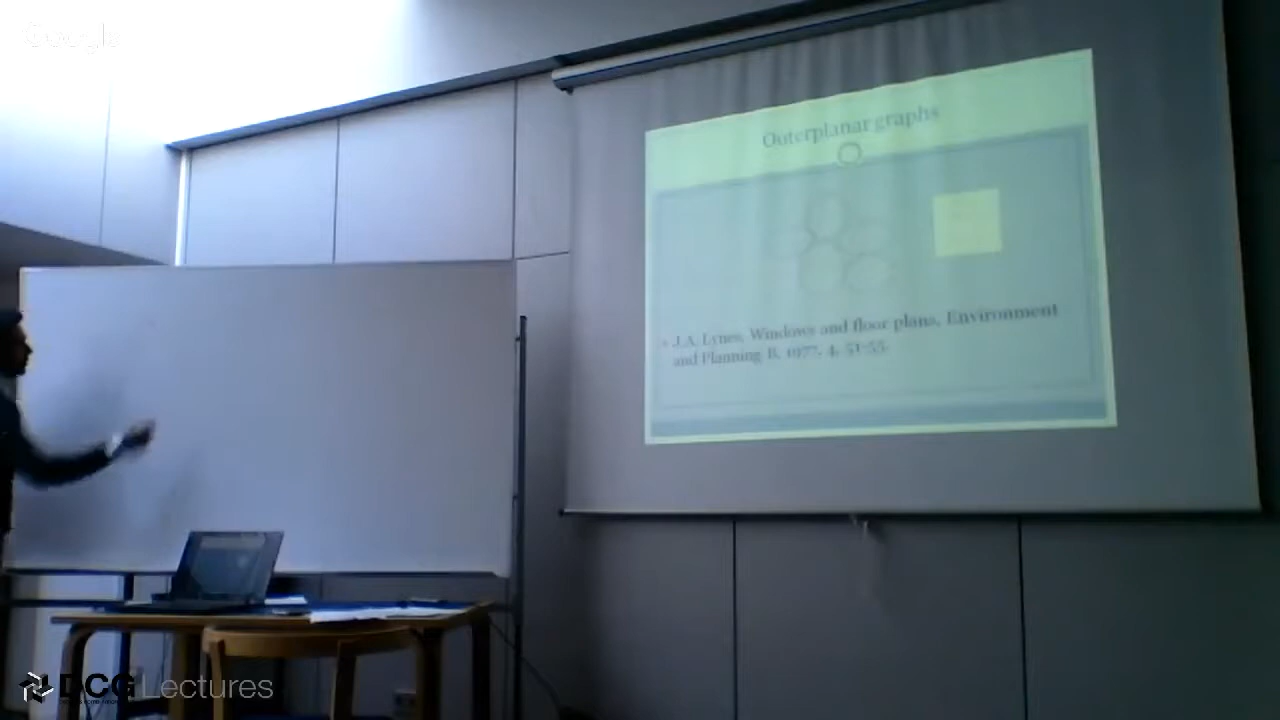 Google
Outerplanar graphs
J.A. Lynes, Windows and floor plans, Environment
and Planning B, 1977, 4, 51-55.
DCG Lectures